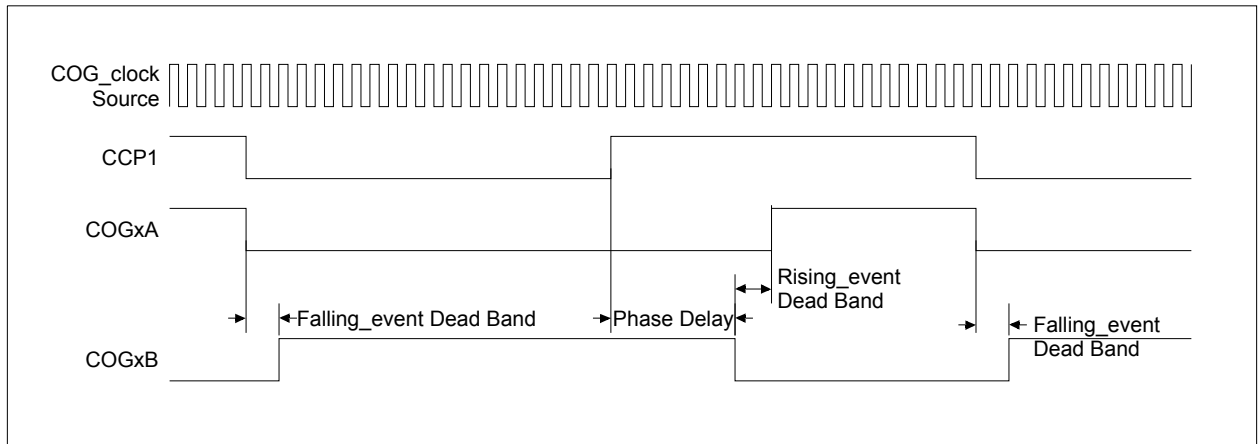 COG_clock
Source
CCP1
COGxA
Rising_event
Dead Band
Falling_event Dead Band
Phase Delay
Falling_event
Dead Band
COGxB